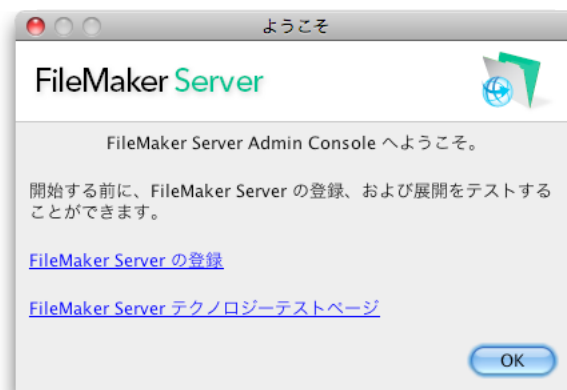 ようこそ
FileMaker Server
FileMaker Server Admin Console へようこそ。
開始する前に、FileMaker Server の登録、および展開をテストする
ことができます。
FileMaker Server の登録
FileMaker Server テクノロジーテストページ
OK